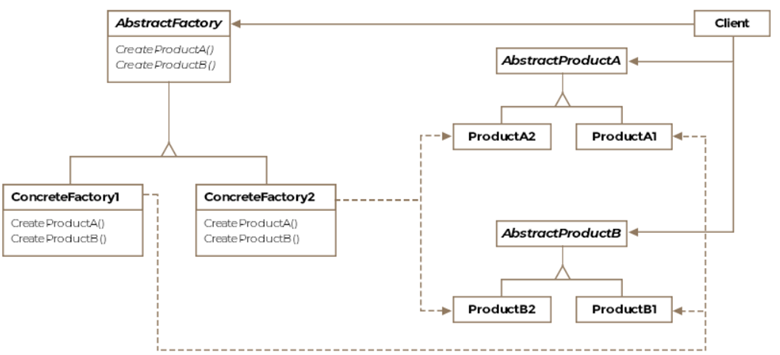 AbstractFactory
CreateProductA()
CreateProductB()
Client
AbstractProductA
ProductA2
ProductA1
ConcreteFactory1
CreateProductA()
CreateProductB()
ConcreteFactory2
CreateProductA()
CreateProductB()
AbstractProductB
ProductB2
ProductB1